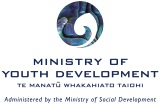 MINISTRY OF
YOUTH DEVELOPMENT
TE MANATŪ WHAKAHIATO TAIOHI
Administered by the Ministry of Social Development